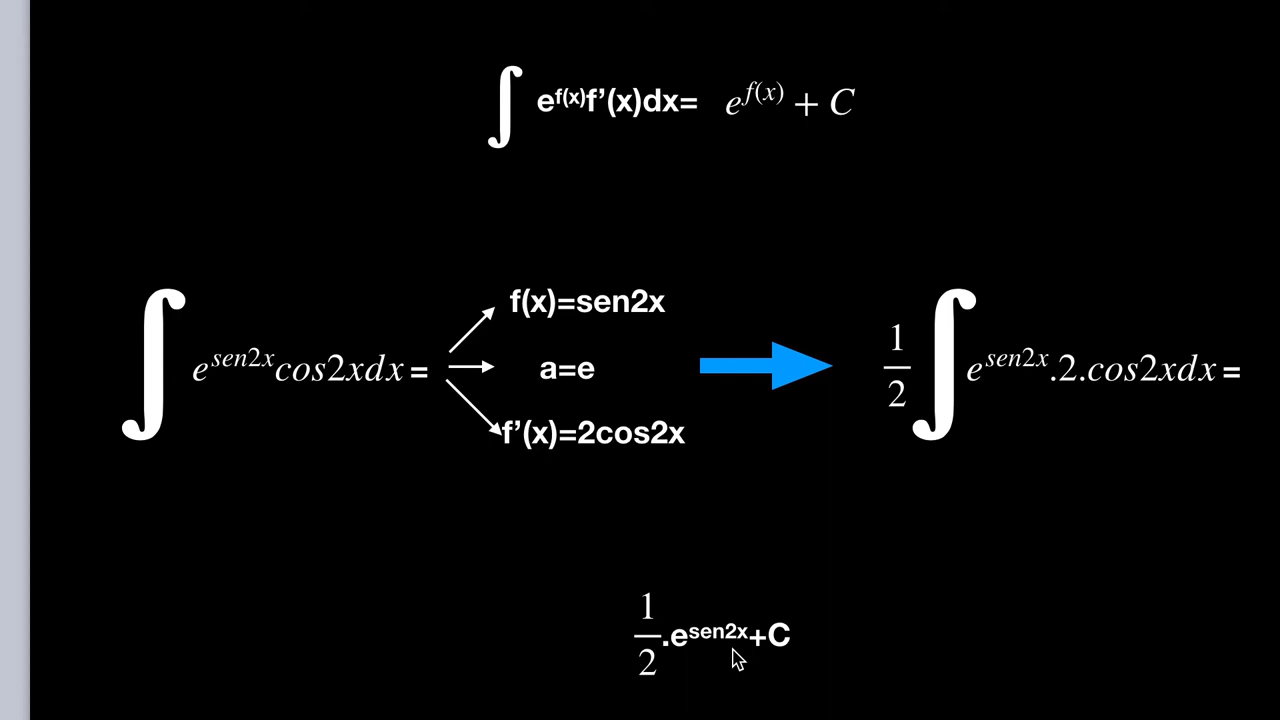 ∫ e^f(x) f’(x)dx= e^f(x) + C
∫ e^sen2x cos2xdx =
f(x)=sen2x
a=e
f’(x)=2cos2x
1/2 ∫ e^sen2x .2.cos2xdx =
1/2 .e^sen2x+C